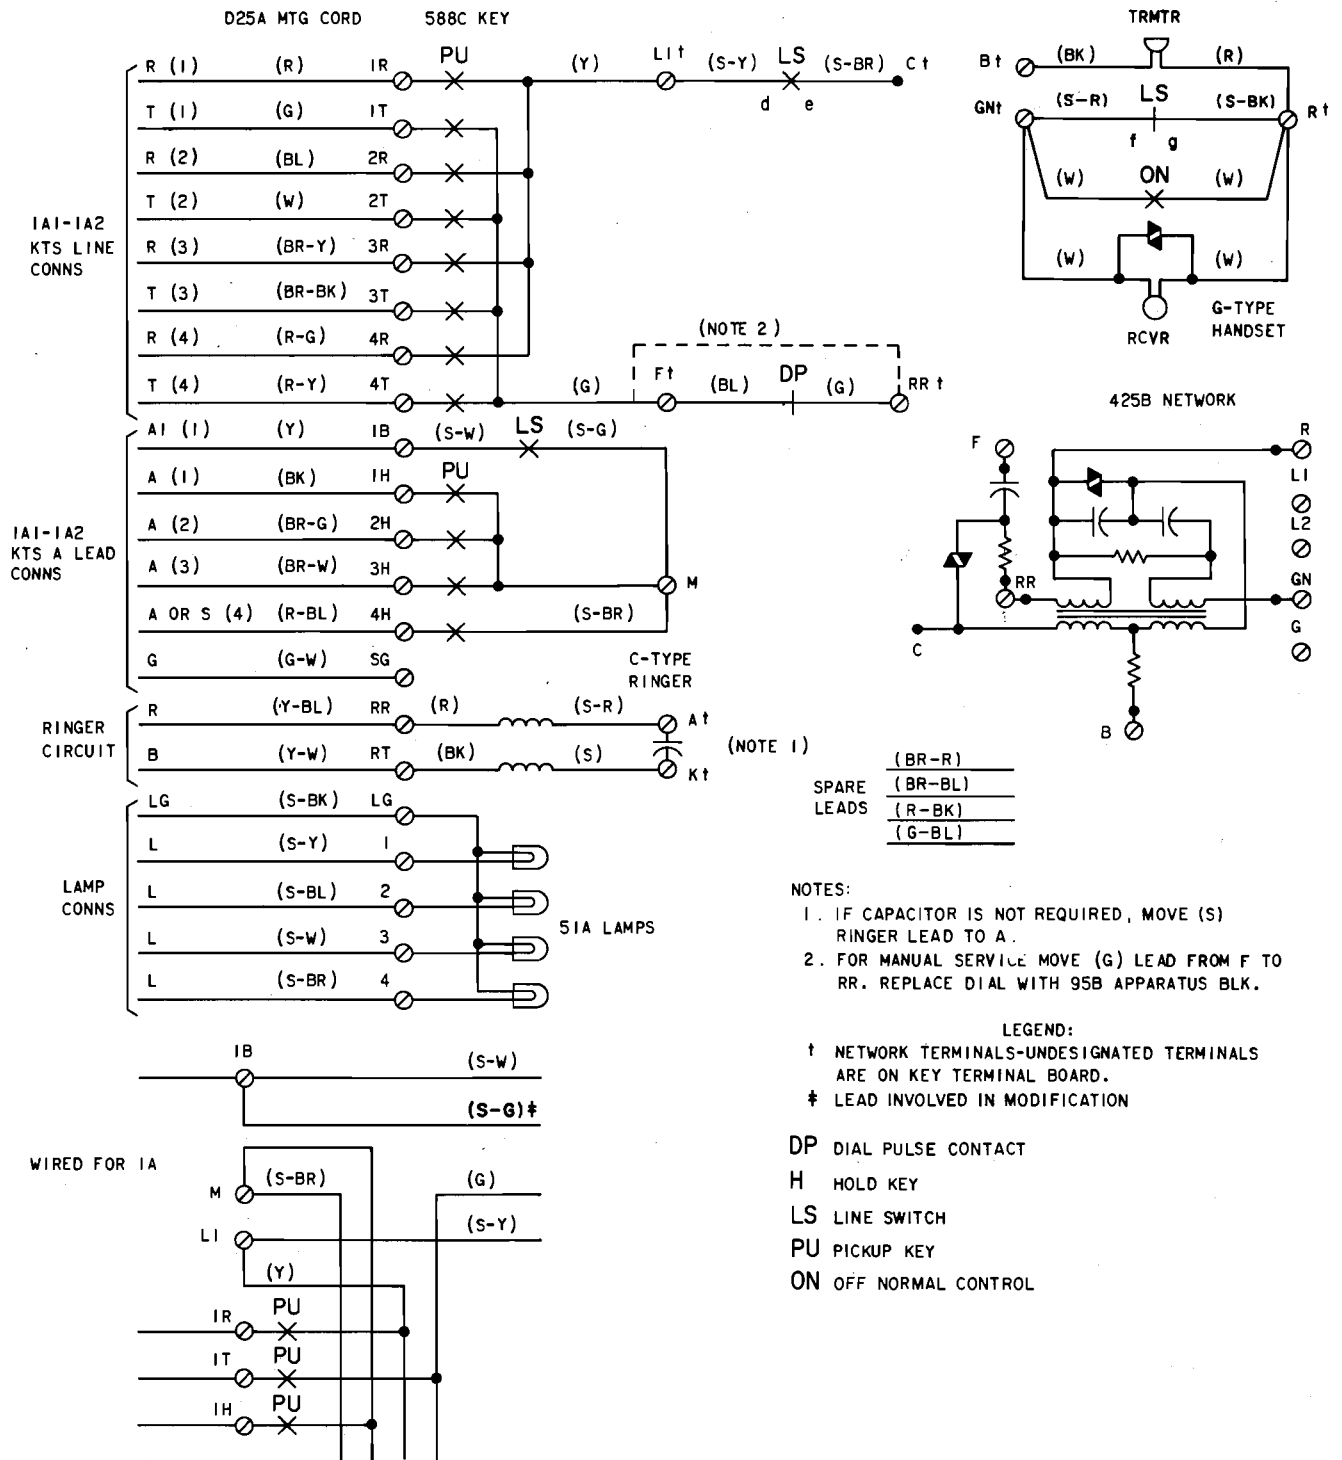 D25A MTG CORD 588C KEY
R (1) (R) 1R PU (Y) L1† (S-Y) LS (S-BR) C†
d e
T (1) (G) 1T
R (2) (BL) 2R
T (2) (W) 2T
1A1-1A2
KTS LINE
CONNS
R (3) (BR-Y) 3R
T (3) (BR-BK) 3T
R (4) (R-G) 4R
(NOTE 2)
T (4) (R-Y) 4T (G) F† (BL) DP (G) RR†
A1 (1) (Y) 1B (S-W) LS (S-G)
A (1) (BK) 1H PU
A (2) (BR-G) 2H
1A1-1A2
KTS A LEAD
CONNS
A (3) (BR-W) 3H M
A OR S (4) (R-BL) 4H (S-BR)
G (G-W) SG
C-TYPE
RINGER
RINGER
CIRCUIT
R (Y-BL) RR (R) (S-R) A†
B (Y-W) RT (BK) (S) K†
(NOTE 1)
LG (S-BK) LG
L (S-Y) 1
LAMP
CONNS
L (S-BL) 2
L (S-W) 3
L (S-BR) 4
51A LAMPS
TRMTR
B† (BK) (R)
GN† (S-R) LS (S-BK) R†
f g
(W) ON (W)
(W) (W)
RCVR
G-TYPE
HANDSET
425B NETWORK
F
R
L1
L2
RR
GN
G
C
B
SPARE
LEADS
(BR-R)
(BR-BL)
(R-BK)
(G-BL)
NOTES:
1. IF CAPACITOR IS NOT REQUIRED, MOVE (S)
RINGER LEAD TO A.
2. FOR MANUAL SERVICE MOVE (G) LEAD FROM F TO
RR. REPLACE DIAL WITH 95B APPARATUS BLK.
LEGEND:
† NETWORK TERMINALS-UNDESIGNATED TERMINALS
ARE ON KEY TERMINAL BOARD.
‡ LEAD INVOLVED IN MODIFICATION
DP DIAL PULSE CONTACT
H HOLD KEY
LS LINE SWITCH
PU PICKUP KEY
ON OFF NORMAL CONTROL
1B (S-W)
(S-G)‡
WIRED FOR 1A
M (S-BR) (G)
L1 (S-Y)
(Y)
1R PU
1T PU
1H PU